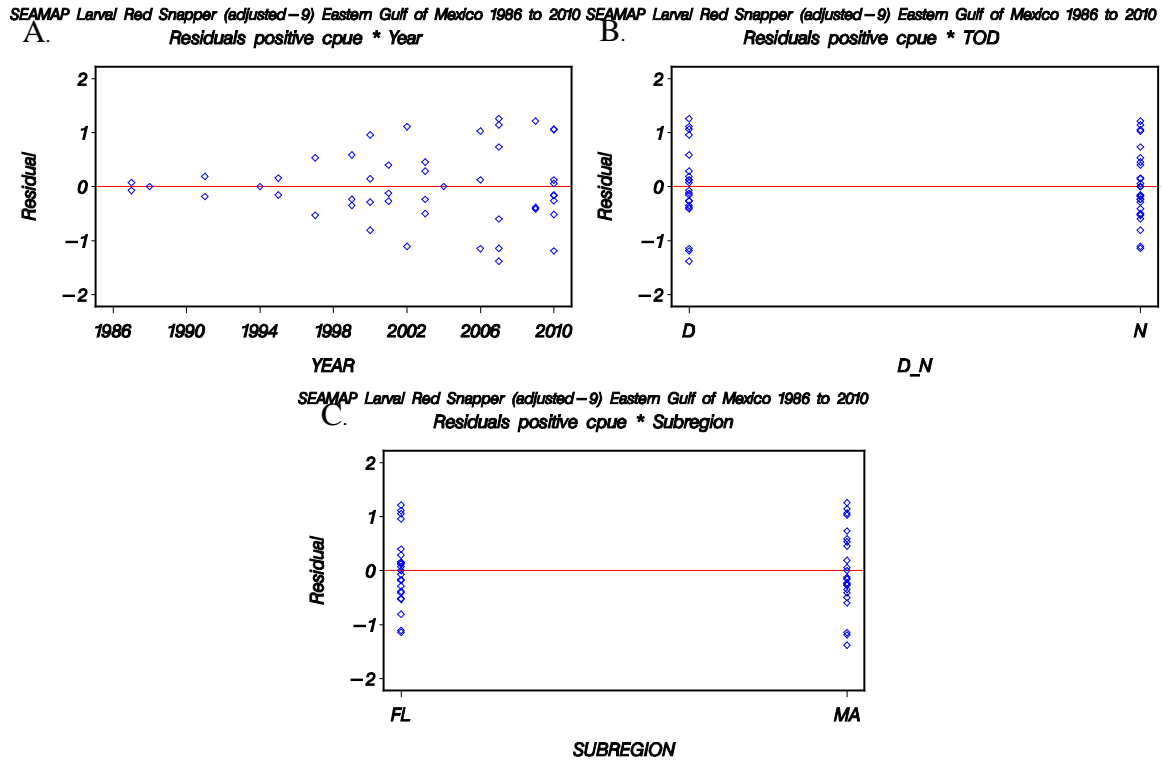 SEAMAP Larval Red Snapper (adjusted−9) Eastern Gulf of Mexico 1986 to 2010
A.
Residuals positive cpue * Year
2
1
0
−1
−2
Residual
1986 1990 1994 1998 2002 2006 2010
YEAR
SEAMAP Larval Red Snapper (adjusted−9) Eastern Gulf of Mexico 1986 to 2010
B.
Residuals positive cpue * TOD
2
1
0
−1
−2
Residual
D N
D_N
SEAMAP Larval Red Snapper (adjusted−9) Eastern Gulf of Mexico 1986 to 2010
C.
Residuals positive cpue * Subregion
2
1
0
−1
−2
Residual
FL MA
SUBREGION